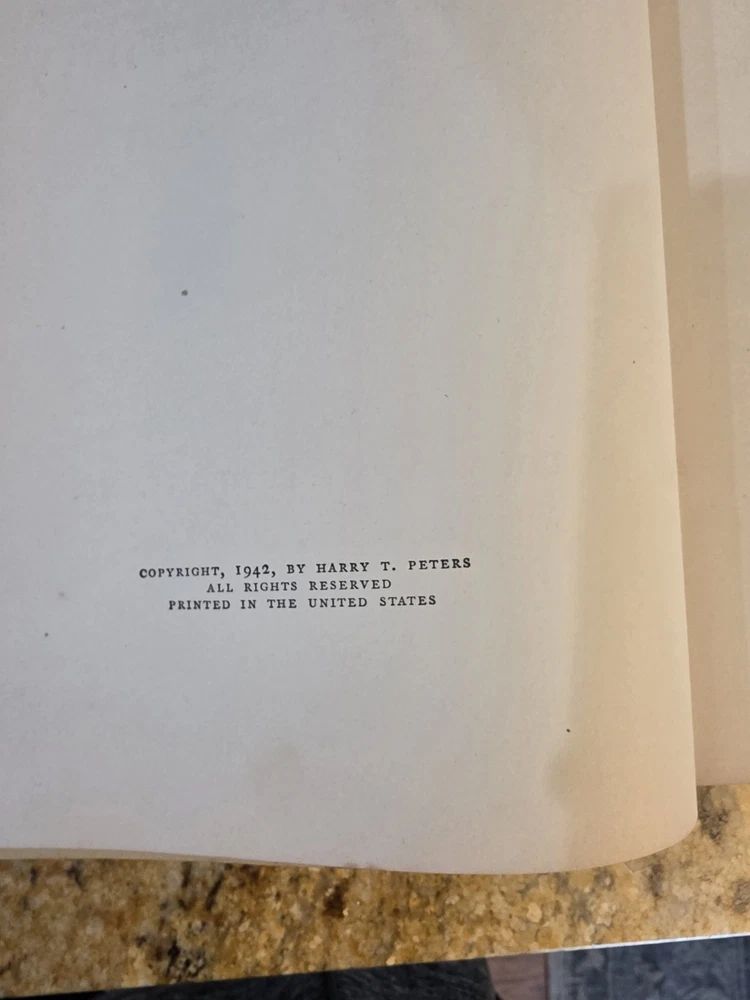 COPYRIGHT, 1942, BY HARRY T. PETERS
ALL RIGHTS RESERVED
PRINTED IN THE UNITED STATES